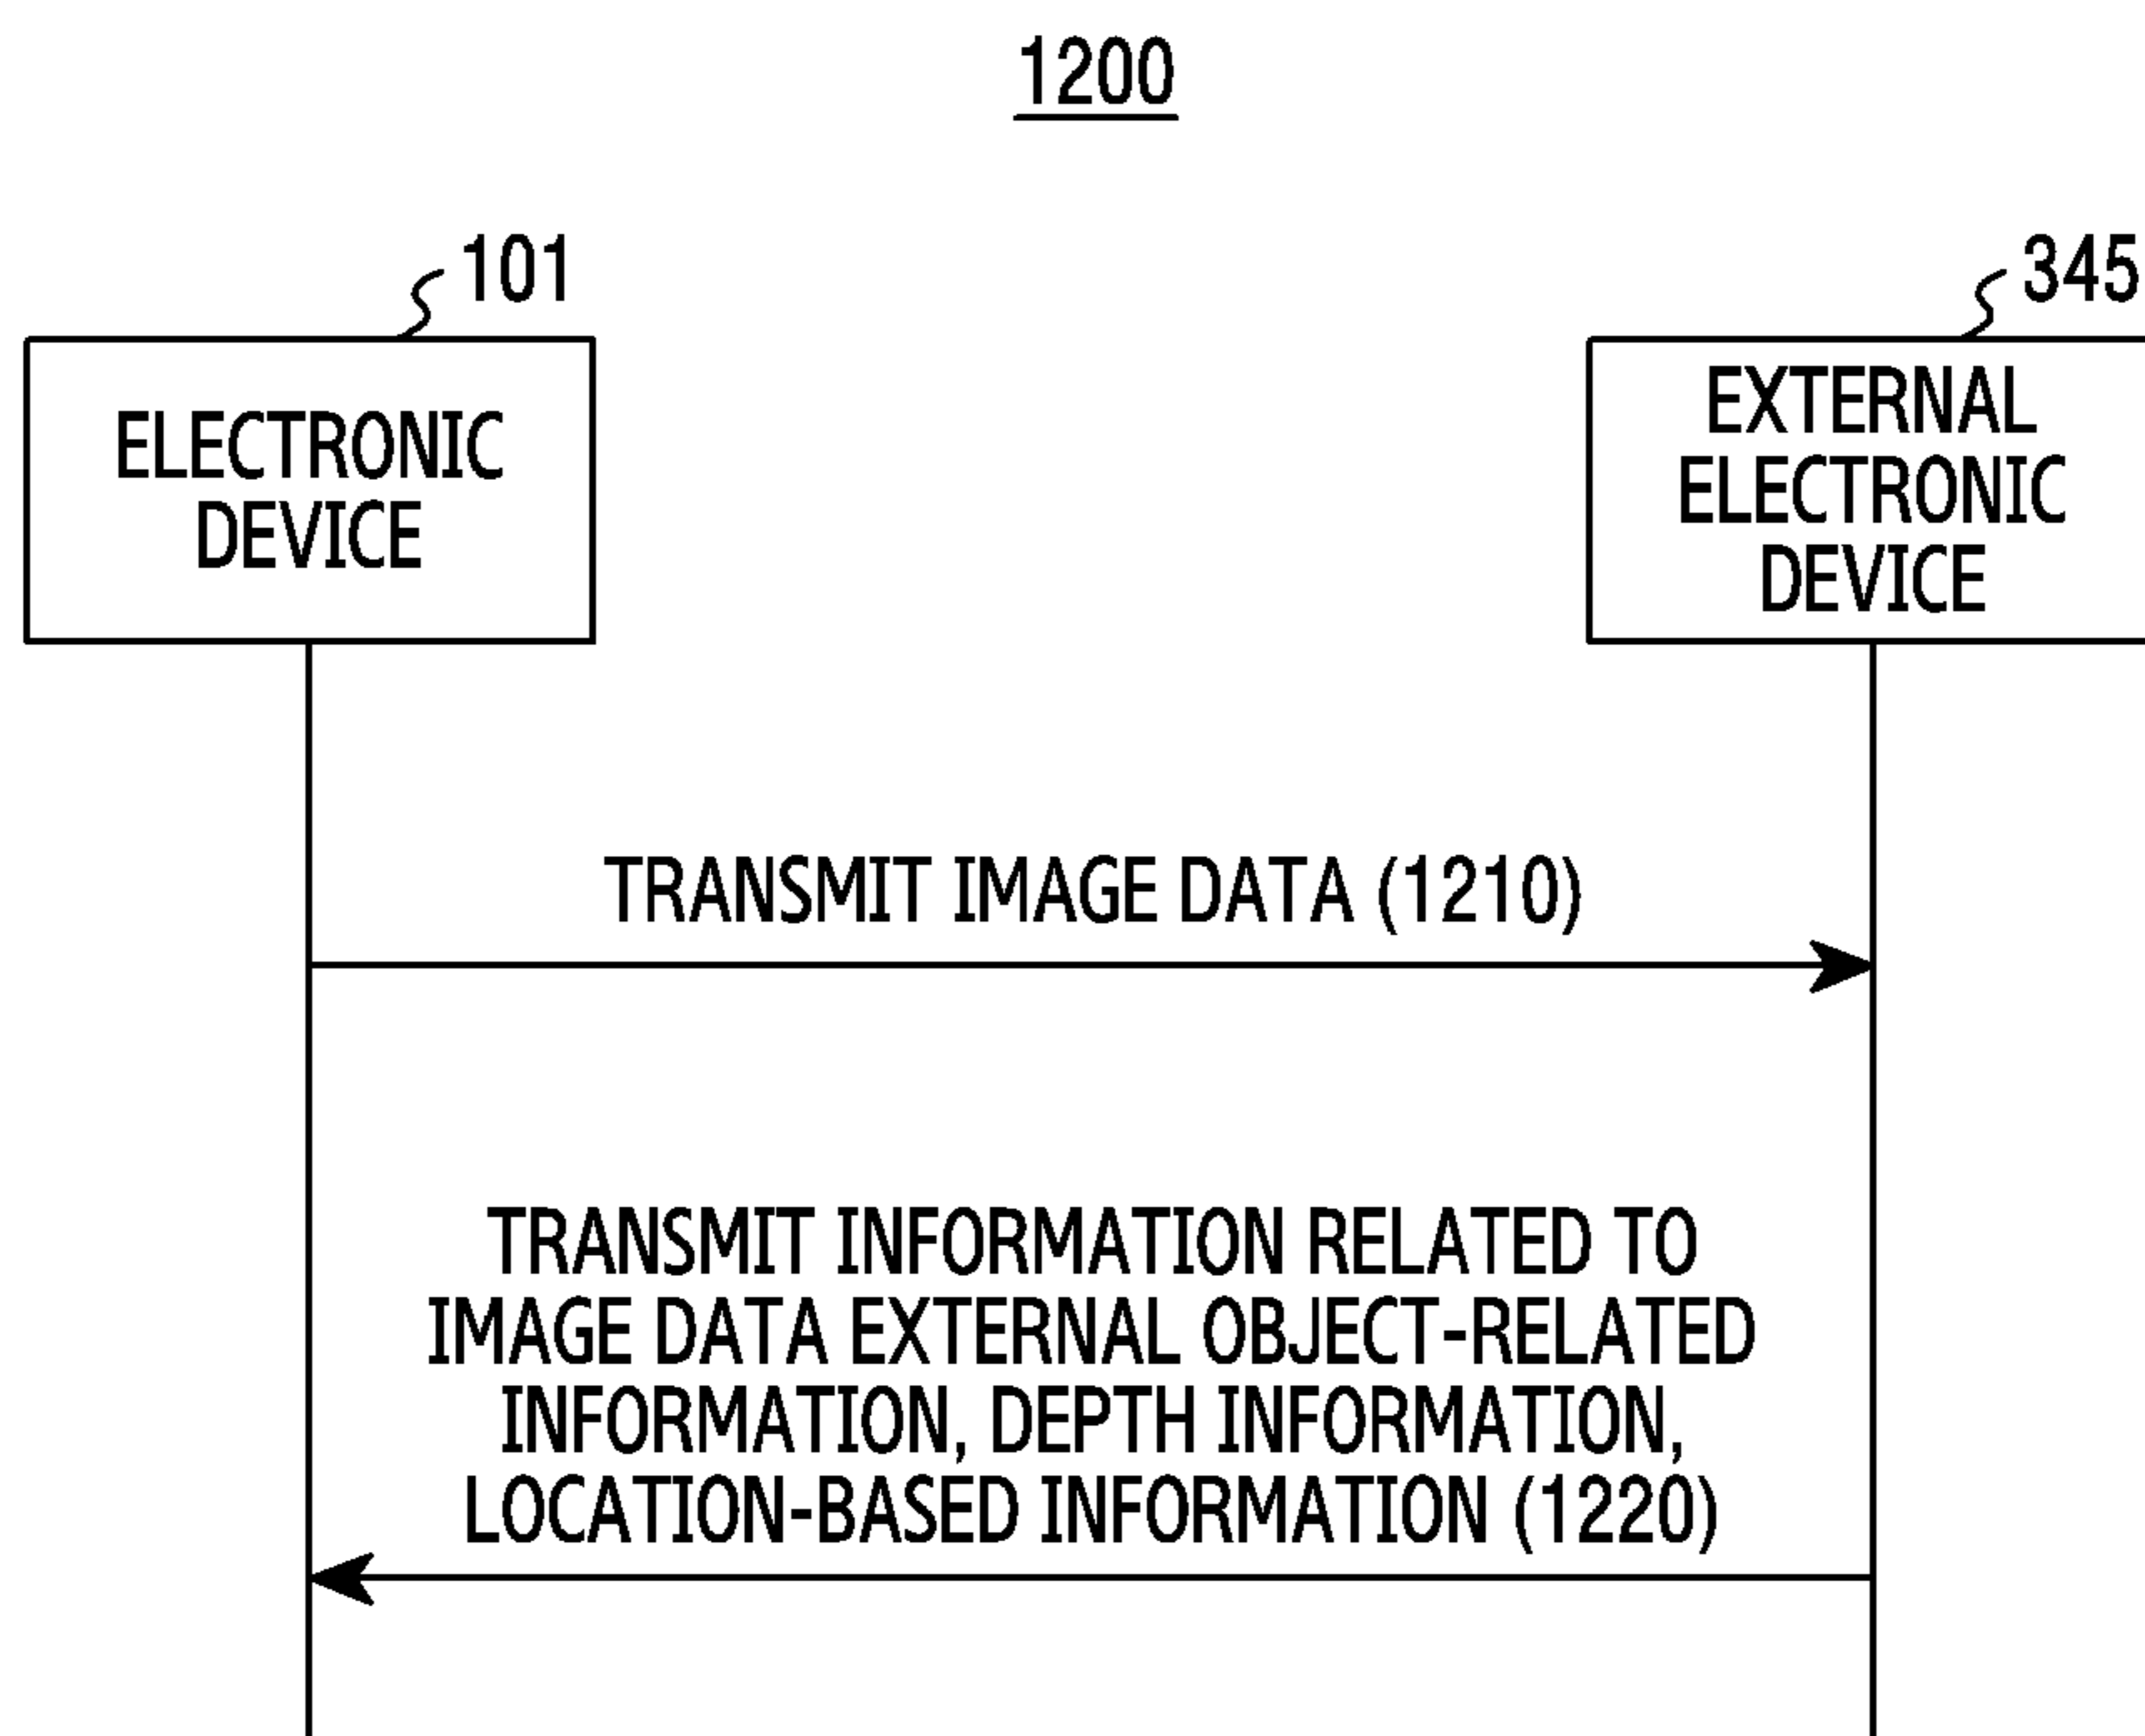 1200
101
345
ELECTRONIC
DEVICE
EXTERNAL
ELECTRONIC
DEVICE
TRANSMIT IMAGE DATA (1210)
TRANSMIT INFORMATION RELATED TO
IMAGE DATA EXTERNAL OBJECT-RELATED
INFORMATION, DEPTH INFORMATION,
LOCATION-BASED INFORMATION (1220)